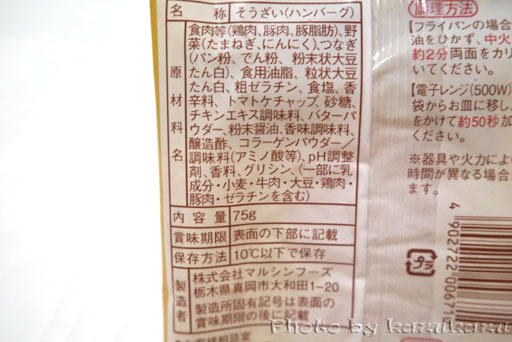 名 称 そうざい(ハンバーグ)
原材料名
食肉等(鶏肉、豚肉、豚脂肪)、野
菜(たまねぎ、にんにく)、つなぎ
(パン粉、でん粉、粉末状大豆
たん白)、食用油脂、粒状大豆
たん白、粗ゼラチン、食塩、香
辛料、トマトケチャップ、砂糖、
チキンエキス調味料、バターパ
ウダー、粉末醤油、香味調味料、
醸造酢、コラーゲンパウダー／
調味料(アミノ酸等)、pH調整
剤、香料、グリシン、(一部に乳
成分・小麦・牛肉・大豆・鶏肉・
豚肉・ゼラチンを含む)
内 容 量 75g
賞味期限 表面の下部に記載
保存方法 10℃以下で保存
製造者
株式会社マルシンフーズ
栃木県真岡市大和田1−20
製造所固有記号は表面の
賞味期限の後に記載
調理方法
【フライパンの場合
油をひかず、中火
約2分両面をカリ
いてください。
【電子レンジ(500W)
袋からお皿に移し、
をかけて約50秒加
ください。
※器具や火力によ
時間が異なる場合
ます。
プラ
4902722006710
Photo by kazukazu